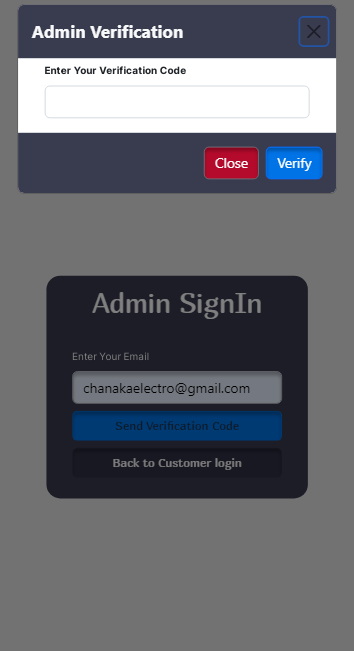 Admin Verification
Enter Your Verification Code
Close
Verify
Admin SignIn
Enter Your Email
chanakaelectro@gmail.com
Send Verification Code
Back to Customer login